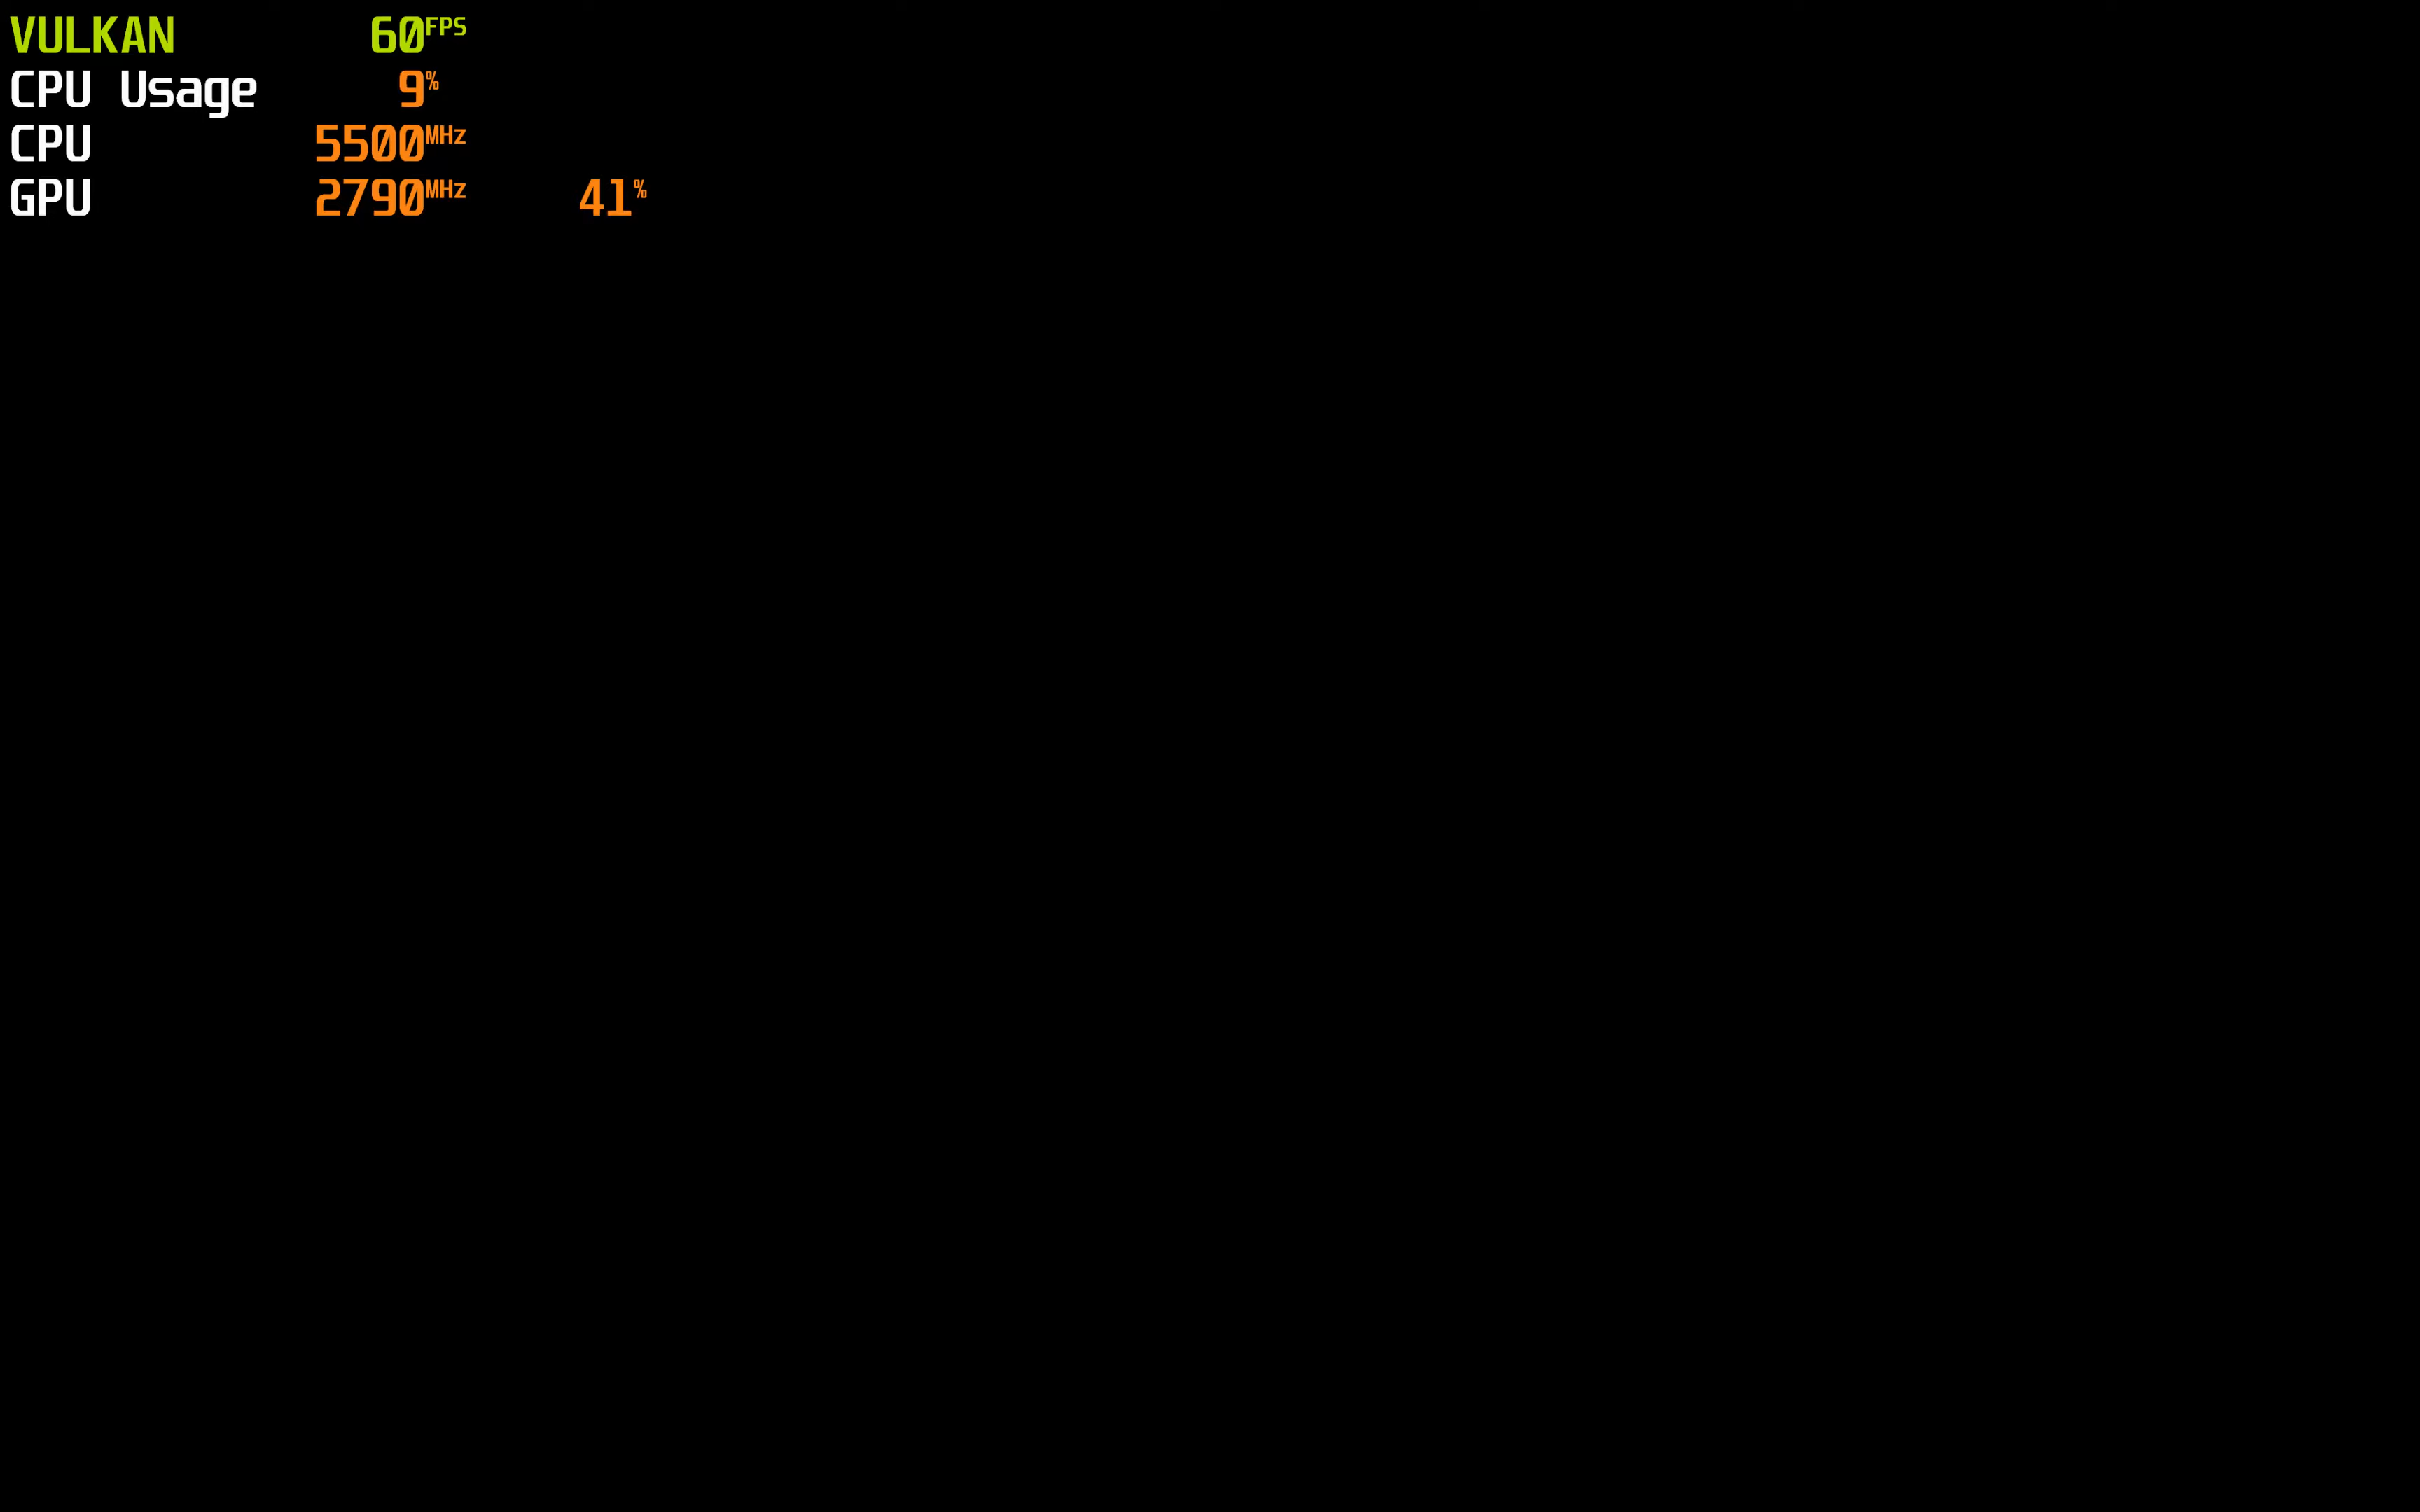 VULKAN 60FPS
CPU Usage 9%
CPU 5500MHz
GPU 2790MHz 41%